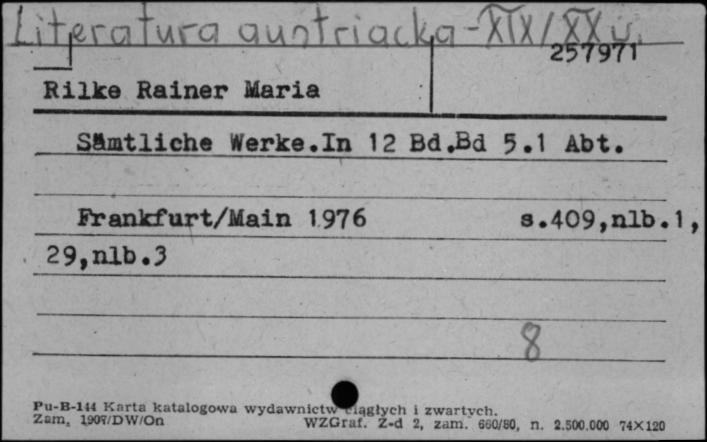 Literatura austriacka-XIX/XX w.
257971
Rilke Rainer Maria
Sämtliche Werke.In 12 Bd.Bd 5.1 Abt.
Frankfurt/Main 1976 s.409,nlb.1,
29,nlb.3
8
Pu-B-144 Karta katalogowa wydawnictw ciągłych i zwartych.
Zam. 1907/DW/On WZGraf. Z-d 2, zam. 660/80, n. 2.500.000 74×120